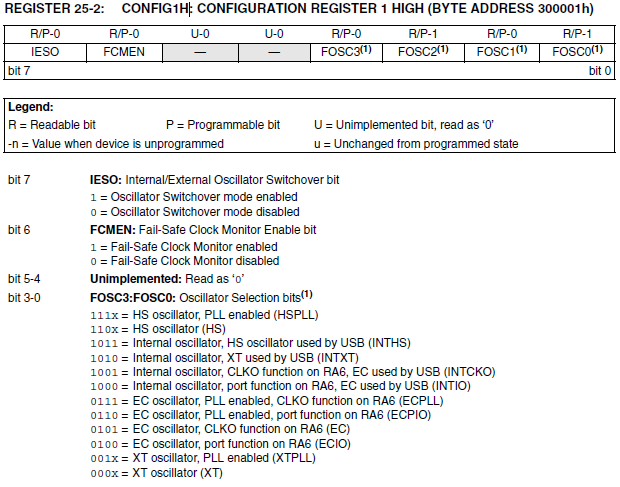 REGISTER 25-2: CONFIG1H: CONFIGURATION REGISTER 1 HIGH (BYTE ADDRESS 300001h)
R/P-0 R/P-0 U-0 U-0 R/P-0 R/P-1 R/P-0 R/P-1
IESO FCMEN — — FOSC3(1) FOSC2(1) FOSC1(1) FOSC0(1)
bit 7 bit 0
Legend:
R = Readable bit P = Programmable bit U = Unimplemented bit, read as ‘0’
-n = Value when device is unprogrammed u = Unchanged from programmed state
bit 7 IESO: Internal/External Oscillator Switchover bit
1 = Oscillator Switchover mode enabled
0 = Oscillator Switchover mode disabled
bit 6 FCMEN: Fail-Safe Clock Monitor Enable bit
1 = Fail-Safe Clock Monitor enabled
0 = Fail-Safe Clock Monitor disabled
bit 5-4 Unimplemented: Read as ‘0’
bit 3-0 FOSC3:FOSC0: Oscillator Selection bits(1)
111x = HS oscillator, PLL enabled (HSPLL)
110x = HS oscillator (HS)
1011 = Internal oscillator, HS oscillator used by USB (INTHS)
1010 = Internal oscillator, XT used by USB (INTXT)
1001 = Internal oscillator, CLKO function on RA6, EC used by USB (INTCKO)
1000 = Internal oscillator, port function on RA6, EC used by USB (INTIO)
0111 = EC oscillator, PLL enabled, CLKO function on RA6 (ECPLL)
0110 = EC oscillator, PLL enabled, port function on RA6 (ECPIO)
0101 = EC oscillator, CLKO function on RA6 (EC)
0100 = EC oscillator, port function on RA6 (ECIO)
001x = XT oscillator, PLL enabled (XTPLL)
000x = XT oscillator (XT)